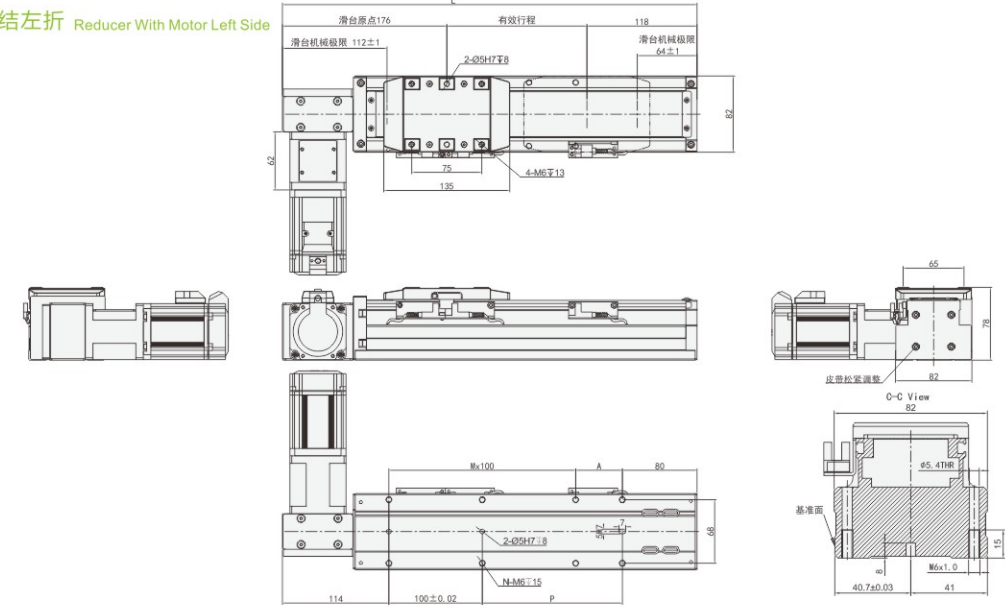 结左折 Reducer With Motor Left Side
L
滑台原点176
有效行程
118
滑台机械极限 112±1
滑台机械极限
64±1
2-Ø5H7↧8
82
62
75
4-M6↧13
135
65
78
皮带松紧调整
82
C-C View
82
Mx100
A
80
Ø5.4THR
基准面
5H7
7
68
2-Ø5H7↧8
N-M6↧15
8
M6x1.0
15
114
100±0.02
P
40.7±0.03
41